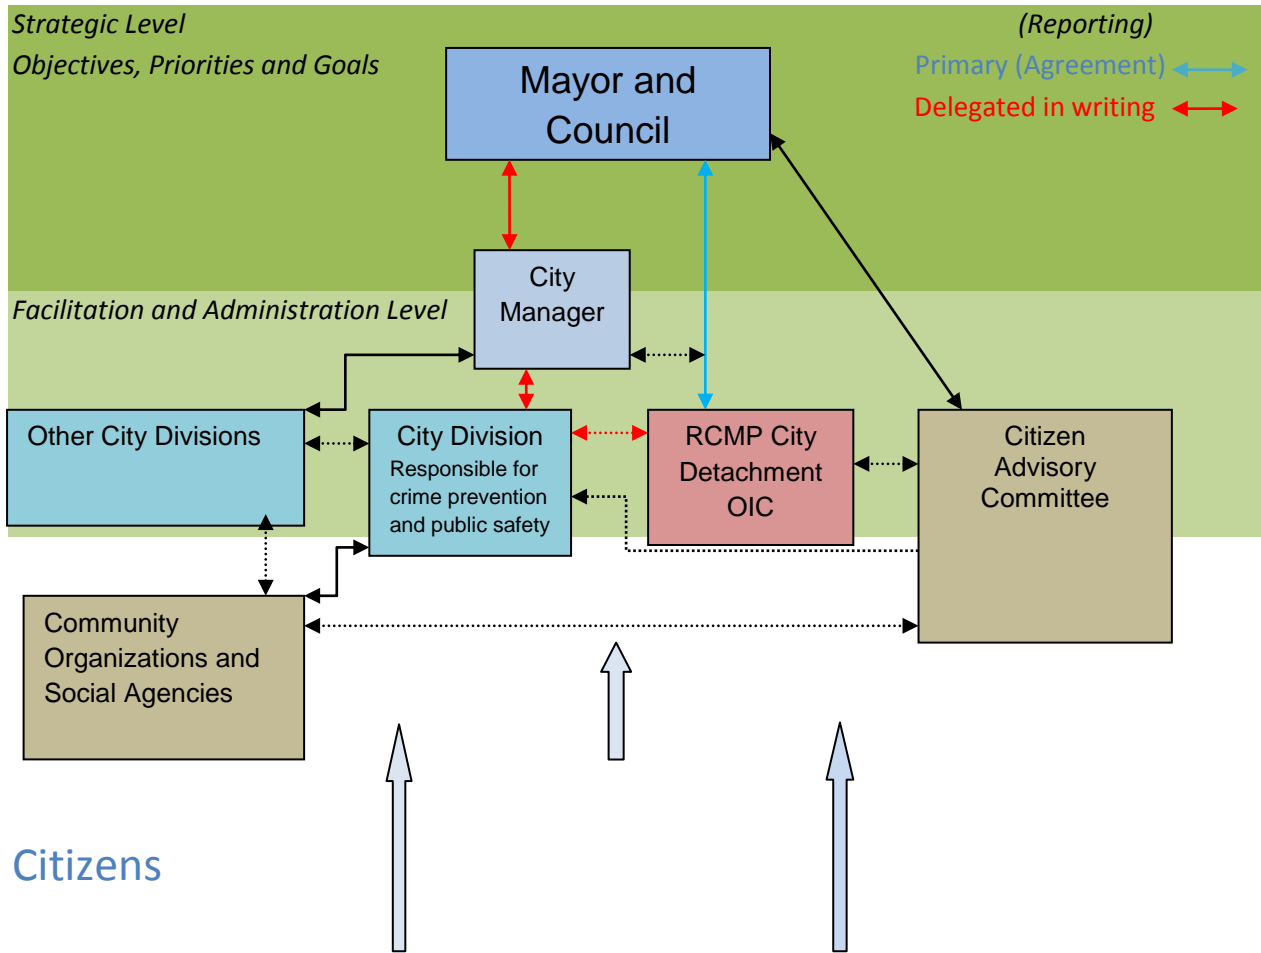 Strategic Level
(Reporting)
Objectives, Priorities and Goals
Primary (Agreement)
Delegated in writing
Mayor and
Council
City
Manager
Facilitation and Administration Level
Other City Divisions
City Division
Responsible for
crime prevention
and public safety
RCMP City
Detachment
OIC
Citizen
Advisory
Committee
Community
Organizations and
Social Agencies
Citizens